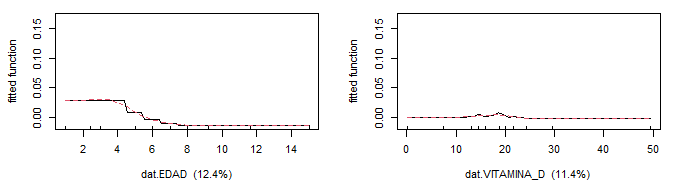 fitted function
0.00 0.05 0.10 0.15
2 4 6 8 10 12 14
dat.EDAD (12.4%)
fitted function
0.00 0.05 0.10 0.15
0 10 20 30 40 50
dat.VITAMINA_D (11.4%)